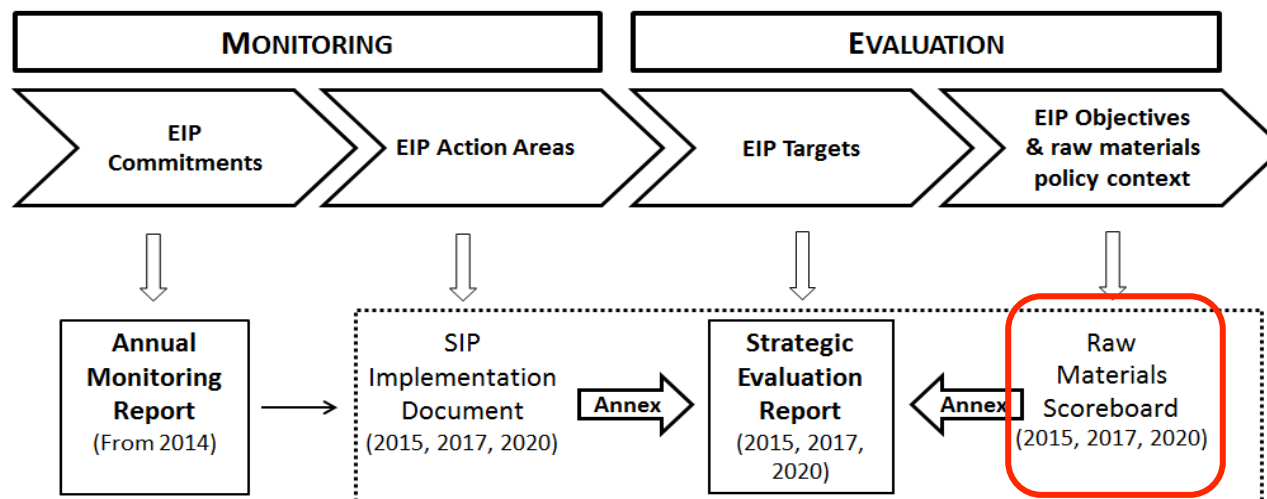 MONITORING
EVALUATION
EIP
Commitments
EIP Action Areas
EIP Targets
EIP Objectives
& raw materials
policy context
Annual
Monitoring
Report
(From 2014)
SIP
Implementation
Document
(2015, 2017, 2020)
Annex
Strategic
Evaluation
Report
(2015, 2017,
2020)
Annex
Raw
Materials
Scoreboard
(2015, 2017, 2020)